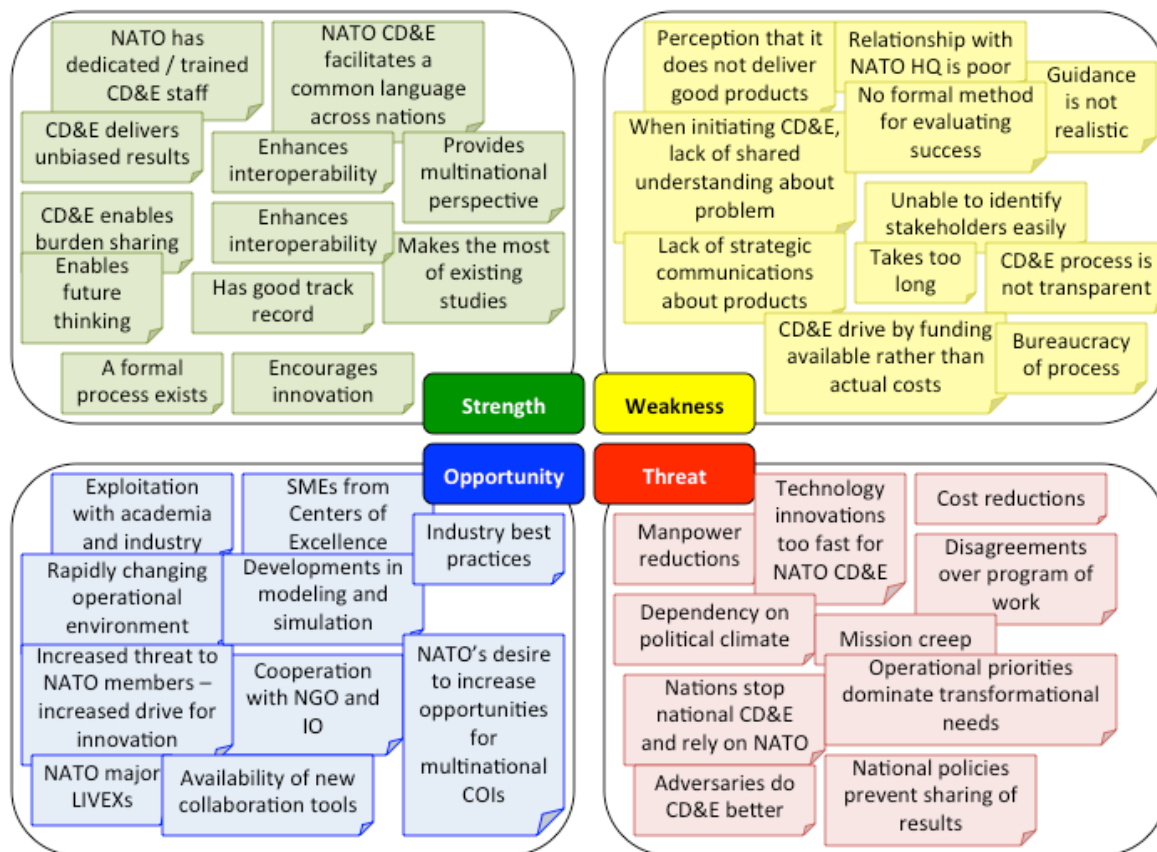 NATO has
dedicated / trained
CD&E staff
NATO CD&E
facilitates a
common language
across nations
CD&E delivers
unbiased results
Enhances
interoperability
Provides
multinational
perspective
CD&E enables
burden sharing
Enhances
interoperability
Makes the most
of existing
studies
Enables
future
thinking
Has good track
record
A formal
process exists
Encourages
innovation
Strength
Perception that it
does not deliver
good products
Relationship with
NATO HQ is poor
Guidance
is not
realistic
No formal method
for evaluating
success
When initiating CD&E,
lack of shared
understanding about
problem
Unable to identify
stakeholders easily
Lack of strategic
communications
about products
Takes too
long
CD&E process is
not transparent
CD&E drive by funding
available rather than
actual costs
Bureaucracy
of process
Weakness
Opportunity
Exploitation
with academia
and industry
SMEs from
Centers of
Excellence
Industry best
practices
Rapidly changing
operational
environment
Developments in
modeling and
simulation
Increased threat to
NATO members –
increased drive for
innovation
Cooperation
with NGO and
IO
NATO's desire
to increase
opportunities
for
multinational
COIs
NATO major
LIVEXs
Availability of new
collaboration tools
Threat
Manpower
reductions
Technology
innovations
too fast for
NATO CD&E
Cost reductions
Disagreements
over program of
work
Dependency on
political climate
Mission creep
Operational priorities
dominate transformational
needs
Nations stop
national CD&E
and rely on NATO
Adversaries do
CD&E better
National policies
prevent sharing of
results